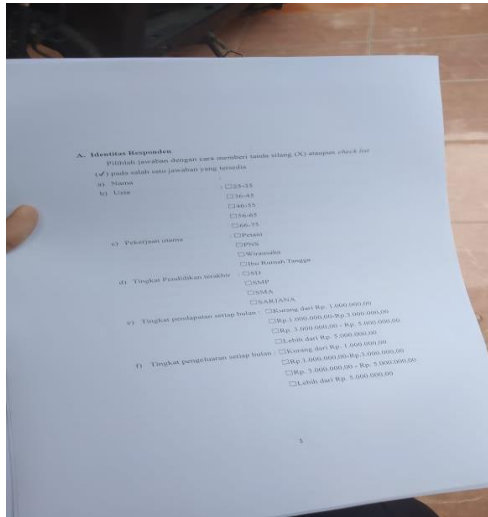 A. Identitas Responden
Pilihlah jawaban dengan cara memberi tanda silang (X) ataupun check list
(✓) pada salah satu jawaban yang tersedia.
a) Nama :
b) Usia : ☐25-35
☐36-45
☐46-55
☐56-65
☐66-75
c) Pekerjaan utama : ☐Petani
☐PNS
☐Wirausaha
☐Ibu Rumah Tangga
d) Tingkat Pendidikan terakhir : ☐SD
☐SMP
☐SMA
☐SARJANA
e) Tingkat pendapatan setiap bulan : ☐Kurang dari Rp. 1.000.000,00
☐Rp.1.000.000,00-Rp.3.000.000,00
☐Rp. 3.000.000,00 - Rp. 5.000.000,00
☐Lebih dari Rp. 5.000.000,00
f) Tingkat pengeluaran setiap bulan : ☐Kurang dari Rp. 1.000.000,00
☐Rp.1.000.000,00-Rp.3.000.000,00
☐Rp. 3.000.000,00 - Rp. 5.000.000,00
☐Lebih dari Rp. 5.000.000,00